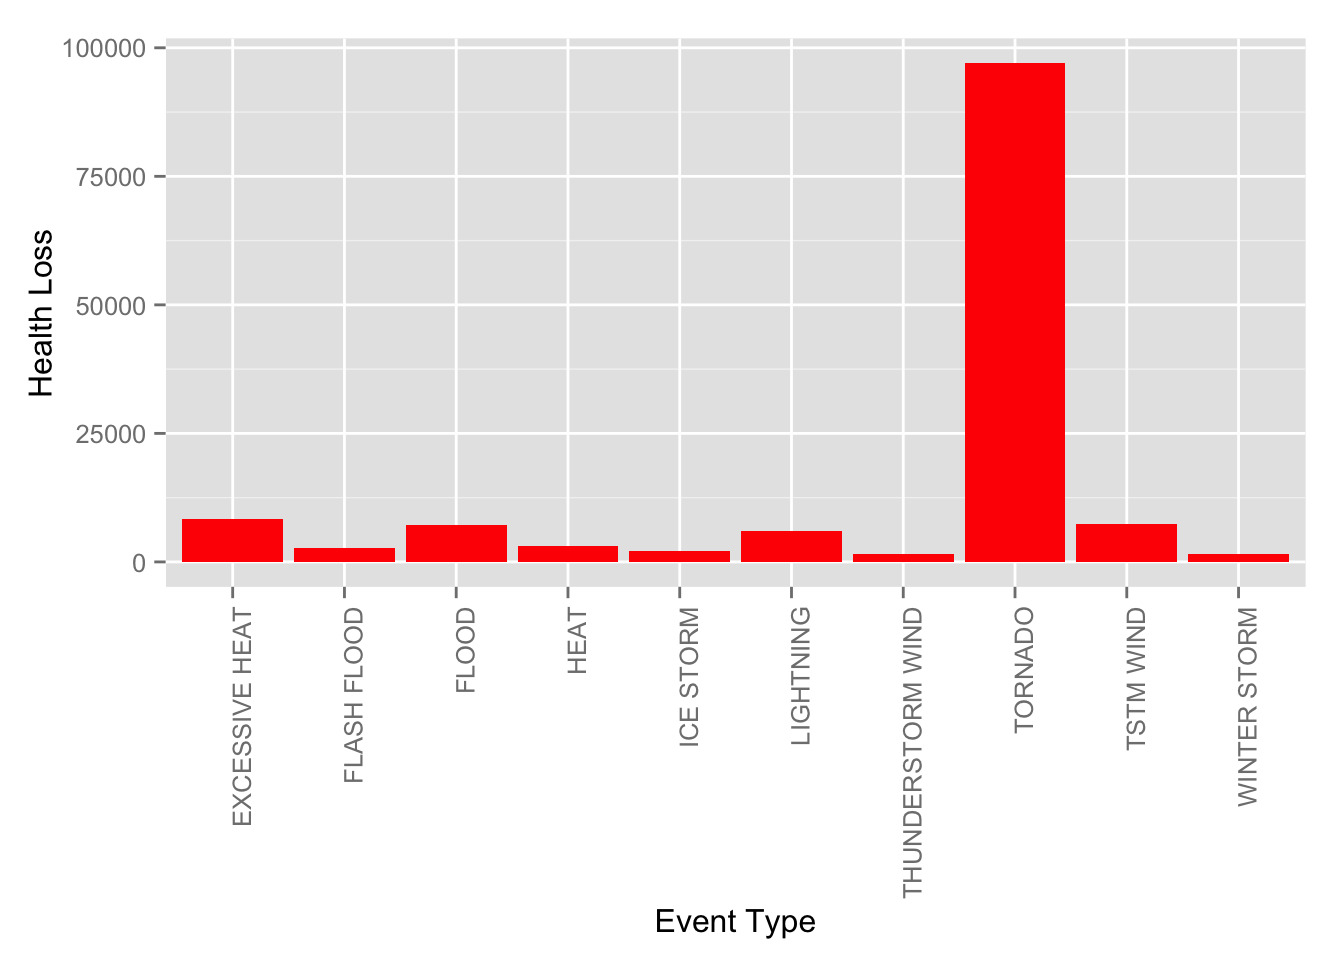 100000
75000
50000
25000
0
Health Loss
EXCESSIVE HEAT
FLASH FLOOD
FLOOD
HEAT
ICE STORM
LIGHTNING
THUNDERSTORM WIND
TORNADO
TSTM WIND
WINTER STORM
Event Type